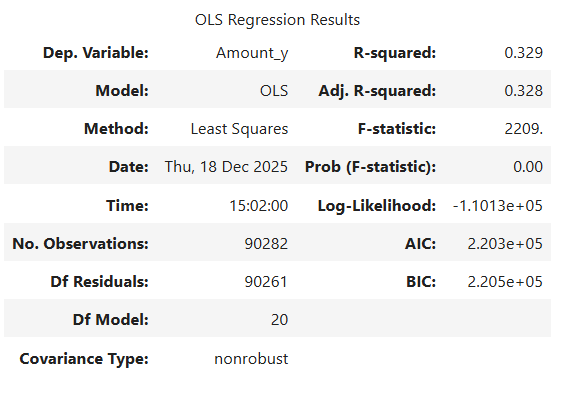 OLS Regression Results
Dep. Variable: Amount_y R-squared: 0.329
Model: OLS Adj. R-squared: 0.328
Method: Least Squares F-statistic: 2209.
Date: Thu, 18 Dec 2025 Prob (F-statistic): 0.00
Time: 15:02:00 Log-Likelihood: -1.1013e+05
No. Observations: 90282 AIC: 2.203e+05
Df Residuals: 90261 BIC: 2.205e+05
Df Model: 20
Covariance Type: nonrobust